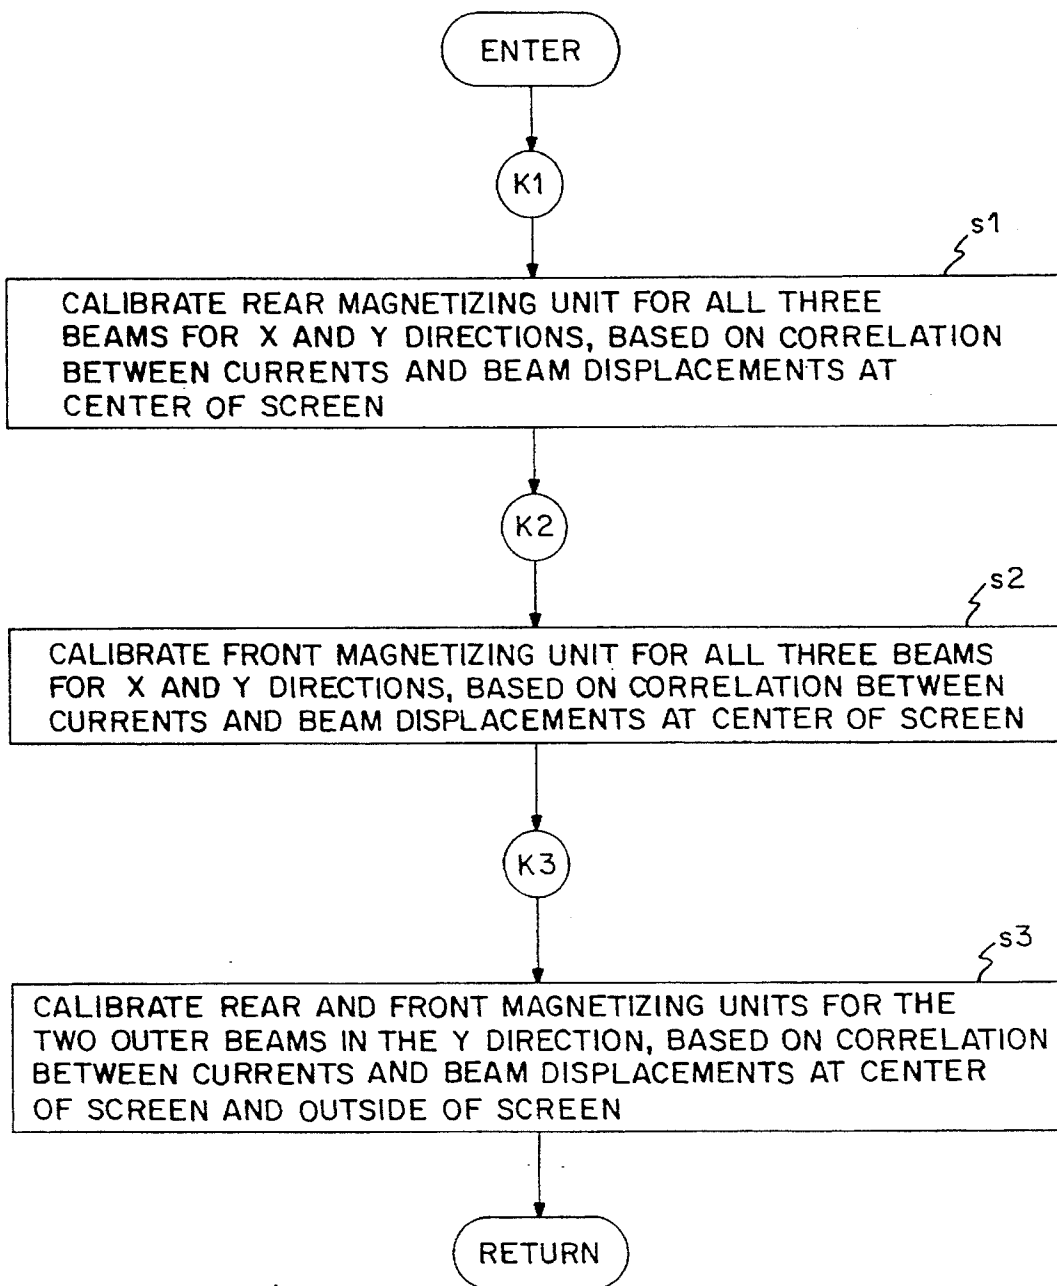 ENTER
K1
s1
CALIBRATE REAR MAGNETIZING UNIT FOR ALL THREE
BEAMS FOR X AND Y DIRECTIONS, BASED ON CORRELATION
BETWEEN CURRENTS AND BEAM DISPLACEMENTS AT
CENTER OF SCREEN
K2
s2
CALIBRATE FRONT MAGNETIZING UNIT FOR ALL THREE BEAMS
FOR X AND Y DIRECTIONS, BASED ON CORRELATION BETWEEN
CURRENTS AND BEAM DISPLACEMENTS AT CENTER OF SCREEN
K3
s3
CALIBRATE REAR AND FRONT MAGNETIZING UNITS FOR THE
TWO OUTER BEAMS IN THE Y DIRECTION, BASED ON CORRELATION
BETWEEN CURRENTS AND BEAM DISPLACEMENTS AT CENTER
OF SCREEN AND OUTSIDE OF SCREEN
RETURN